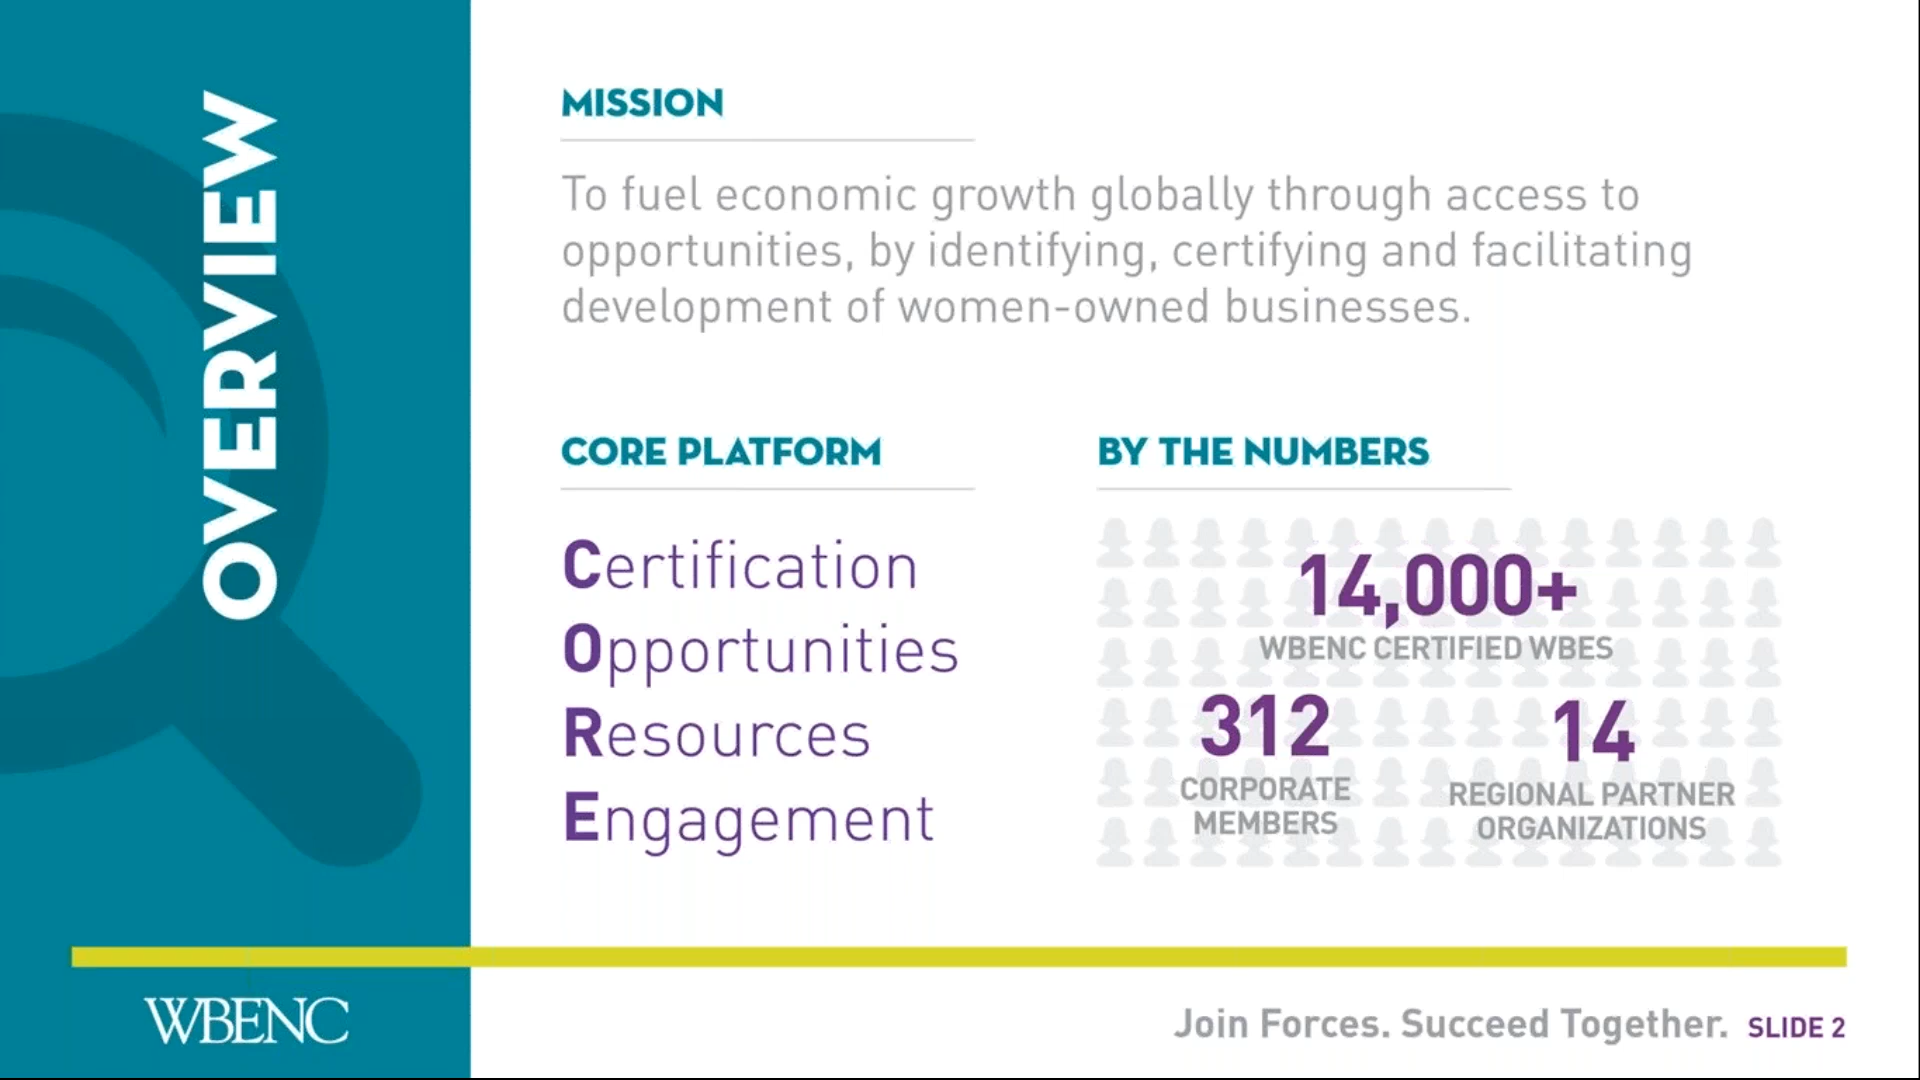 OVERVIEW
MISSION
To fuel economic growth globally through access to
opportunities, by identifying, certifying and facilitating
development of women-owned businesses.
CORE PLATFORM
Certification
Opportunities
Resources
Engagement
BY THE NUMBERS
14,000+
WBENC CERTIFIED WBES
312
CORPORATE
MEMBERS
14
REGIONAL PARTNER
ORGANIZATIONS
WBENC
Join Forces. Succeed Together. SLIDE 2